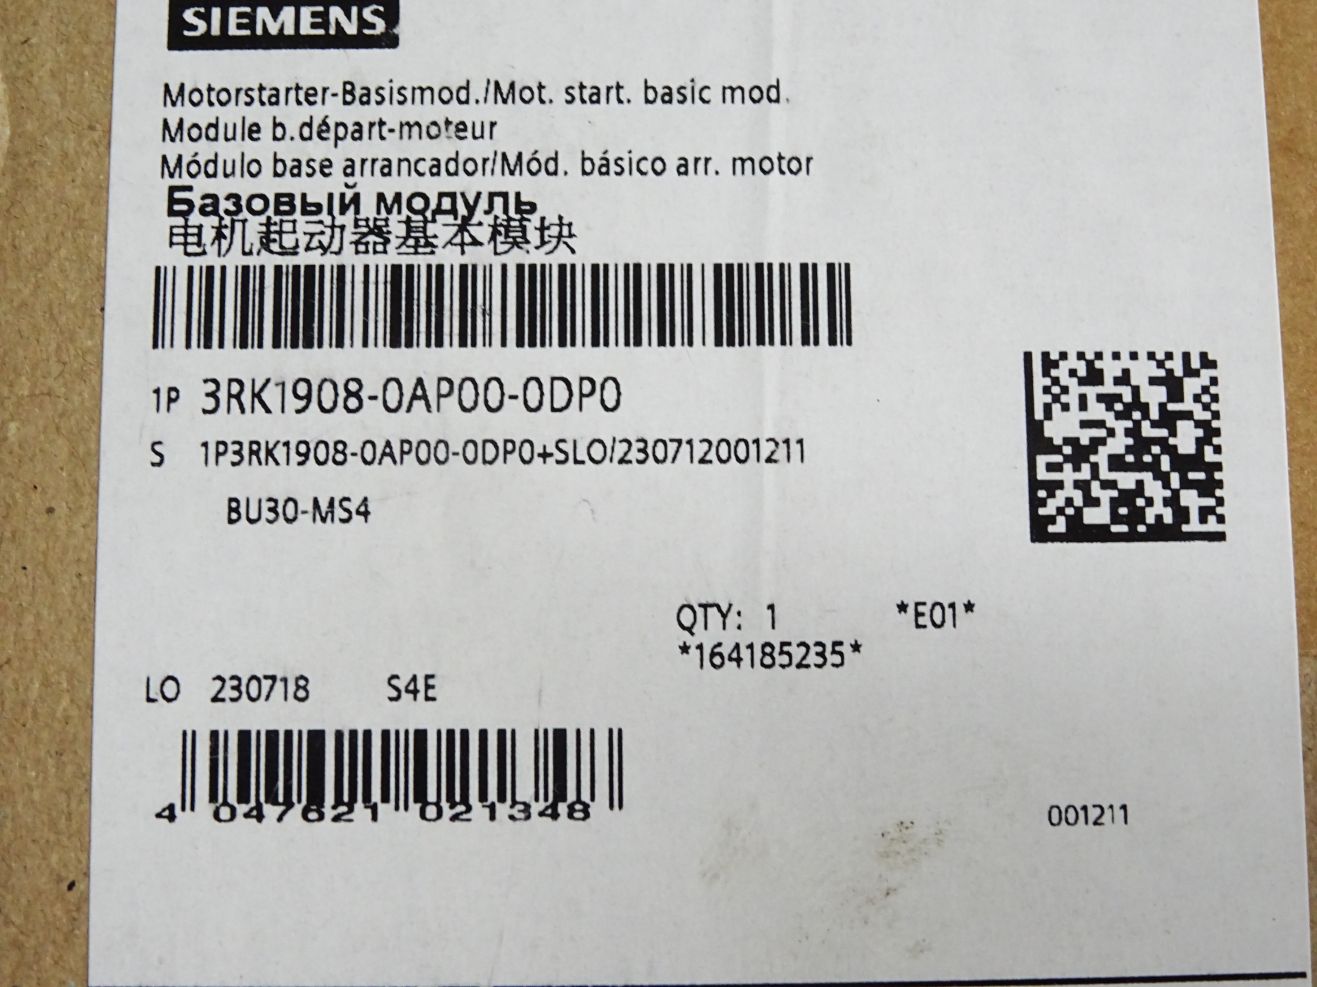 SIEMENS
Motorstarter-Basismod./Mot. start. basic mod.
Module b.départ-moteur
Módulo base arrancador/Mód. básico arr. motor
Базовый модуль
电机起动器基本模块
1P 3RK1908-0AP00-0DP0
S 1P3RK1908-0AP00-0DP0+SLO/230712001211
BU30-MS4
QTY: 1 *E01*
*164185235*
LO 230718 S4E
4 047621 021348
001211